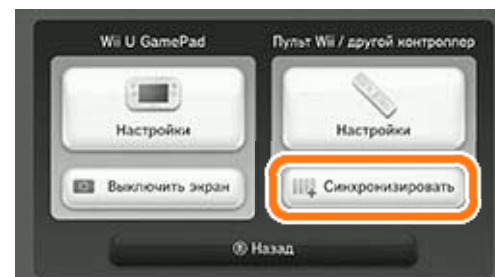 Wii U GamePad
Пульт Wii / другой контроллер
Настройки
Настройки
Выключить экран
Синхронизировать
Ⓑ Назад